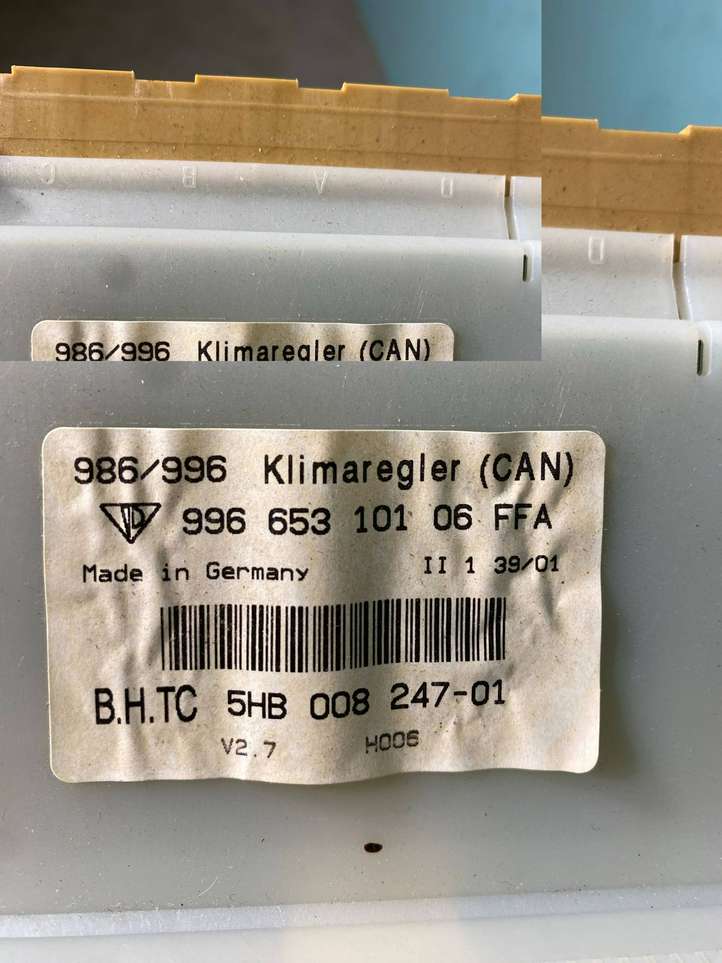 C B A D
D
986/996 Klimaregler (CAN)
986/996 Klimaregler (CAN)
996 653 101 06 FFA
Made in Germany II 1 39/01
B.H.TC 5HB 008 247-01
V2.7 H006